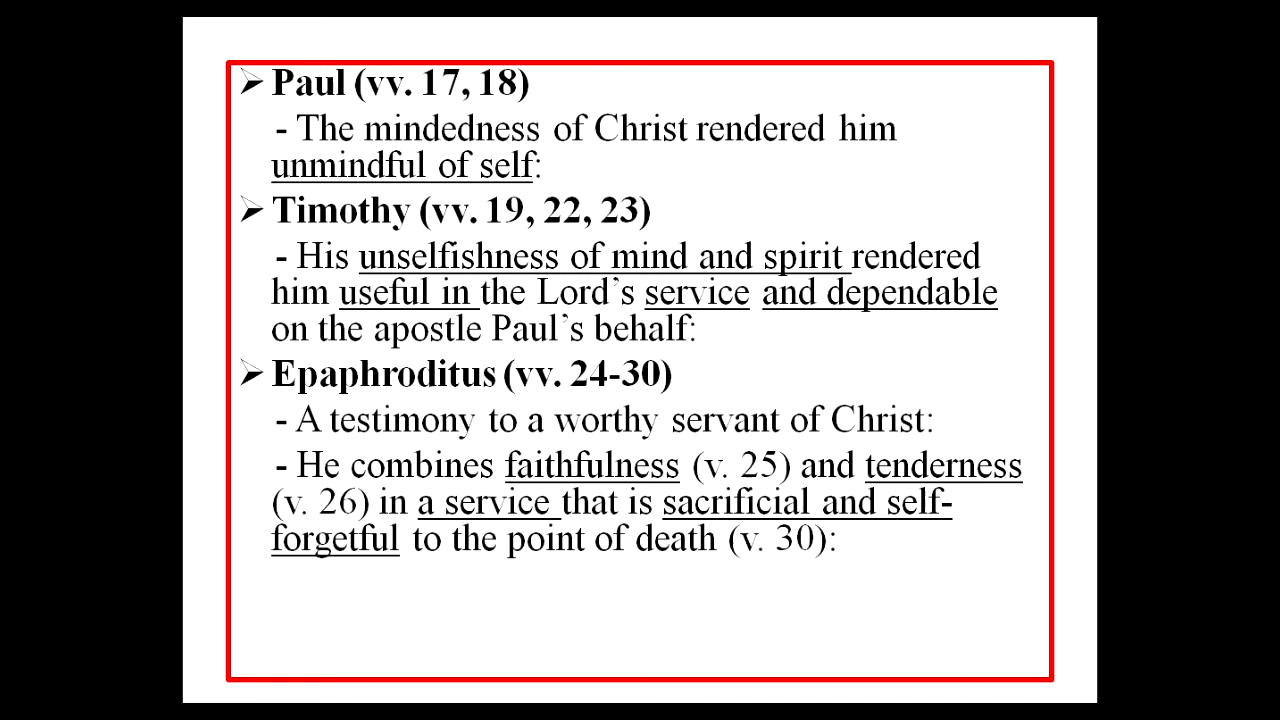 ➢ Paul (vv. 17, 18)
- The mindedness of Christ rendered him
unmindful of self:
➢ Timothy (vv. 19, 22, 23)
- His unselfishness of mind and spirit rendered
him useful in the Lord's service and dependable
on the apostle Paul's behalf:
➢ Epaphroditus (vv. 24-30)
- A testimony to a worthy servant of Christ:
- He combines faithfulness (v. 25) and tenderness
(v. 26) in a service that is sacrificial and self-
forgetful to the point of death (v. 30):